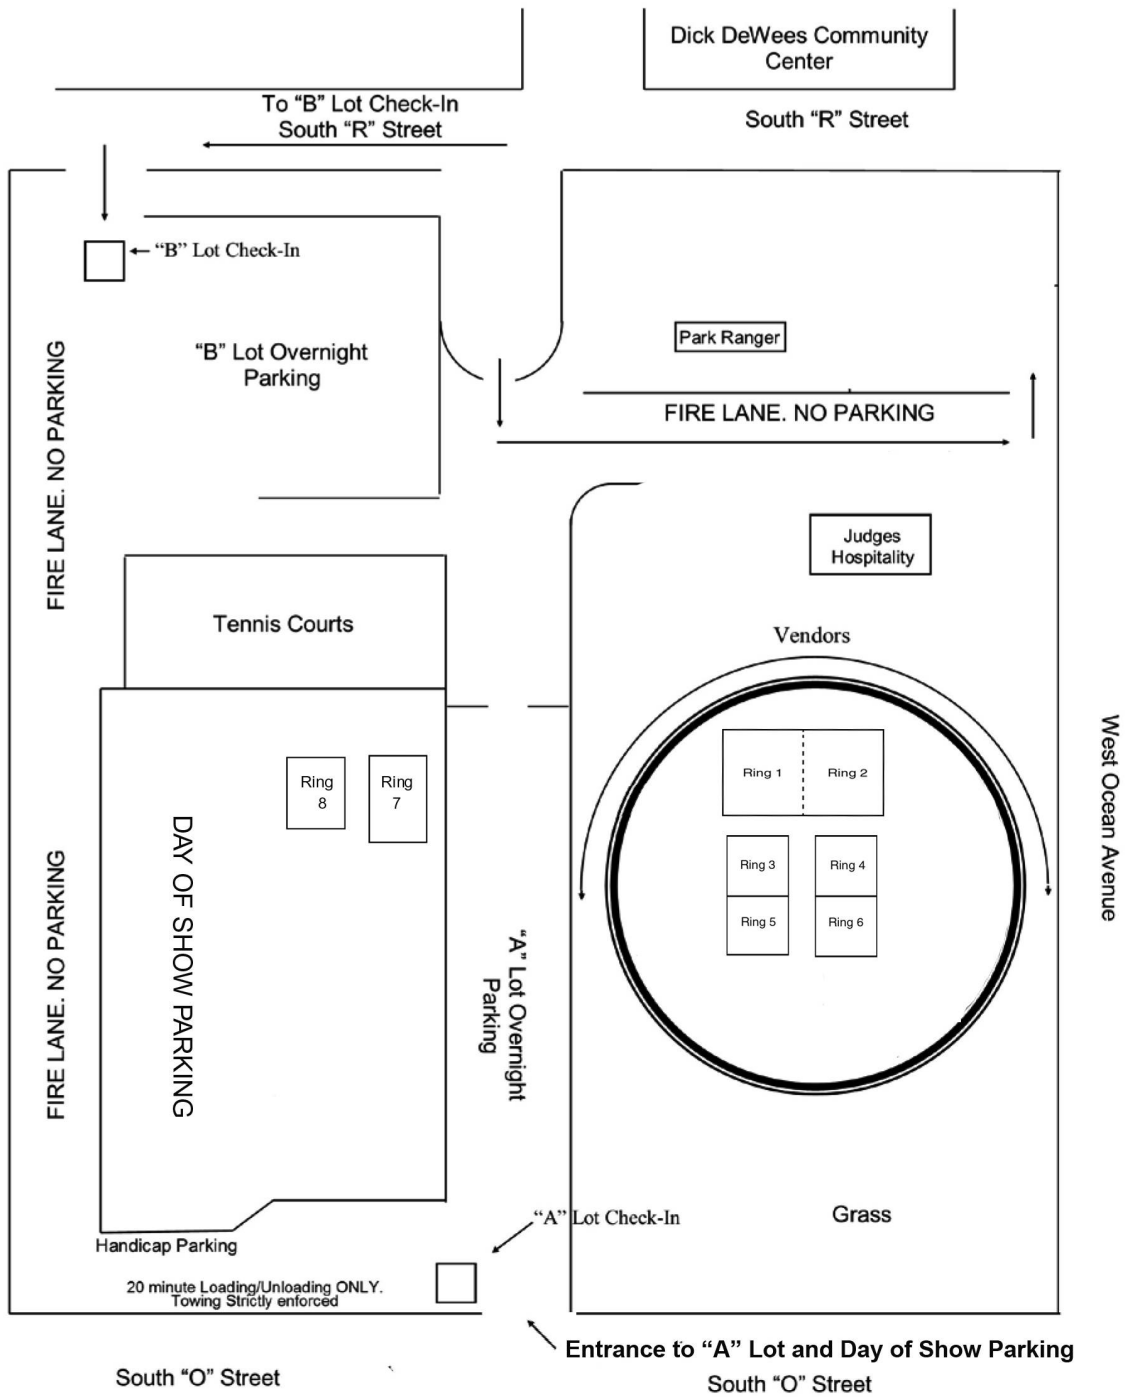 Dick DeWees Community
Center
To “B” Lot Check-In
South “R” Street
South “R” Street
“B” Lot Check-In
Park Ranger
“B” Lot Overnight
Parking
FIRE LANE. NO PARKING
FIRE LANE. NO PARKING
Judges
Hospitality
Tennis Courts
Vendors
West Ocean Avenue
Ring 1
Ring 2
Ring
8
Ring
7
DAY OF SHOW PARKING
Ring 3
Ring 4
Ring 5
Ring 6
FIRE LANE. NO PARKING
“A” Lot Overnight
Parking
“A” Lot Check-In
Grass
Handicap Parking
20 minute Loading/Unloading ONLY.
Towing Strictly enforced
Entrance to “A” Lot and Day of Show Parking
South “O” Street
South “O” Street